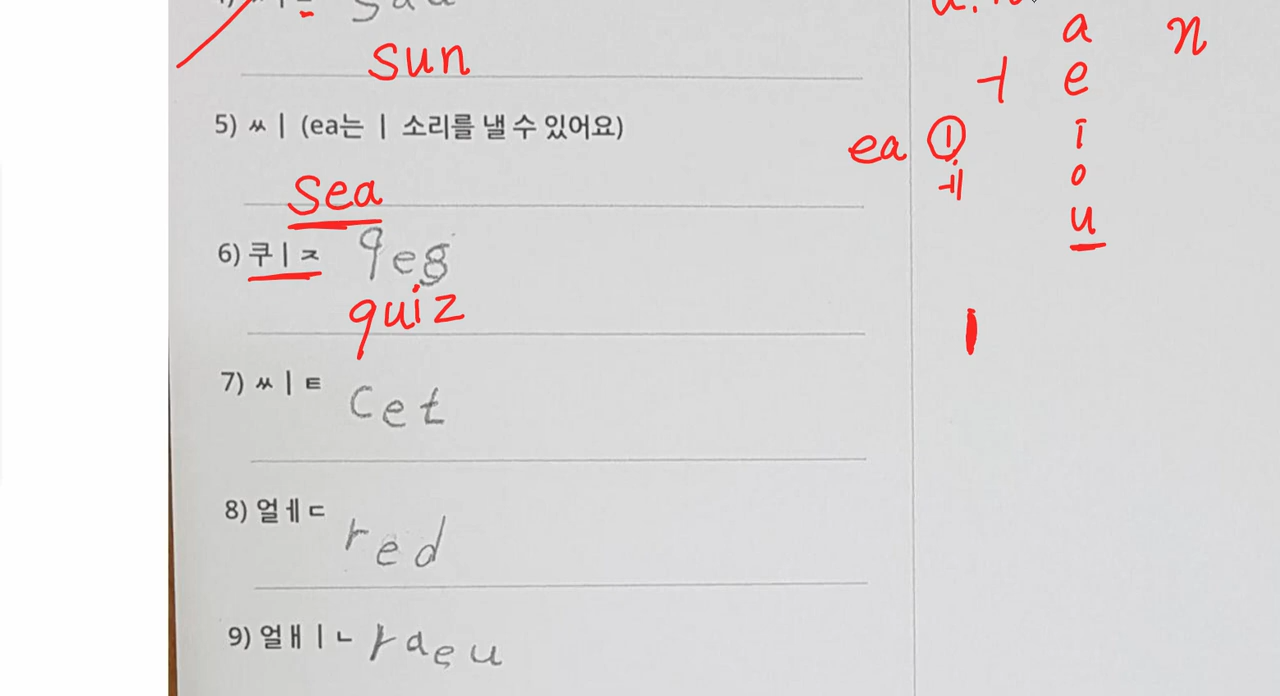 sun
a n
ㅓ e
5) ㅆㅣ (ea는 ㅣ 소리를 낼 수 있어요)
ea ㅣ i
sea ㅔ o
u
6) 쿠ㅣㅈ qeg
quiz
7) ㅆㅣㅌ cet
8) 얼ㅔㄷ red
9) 얼ㅐㅣㄴ raeu